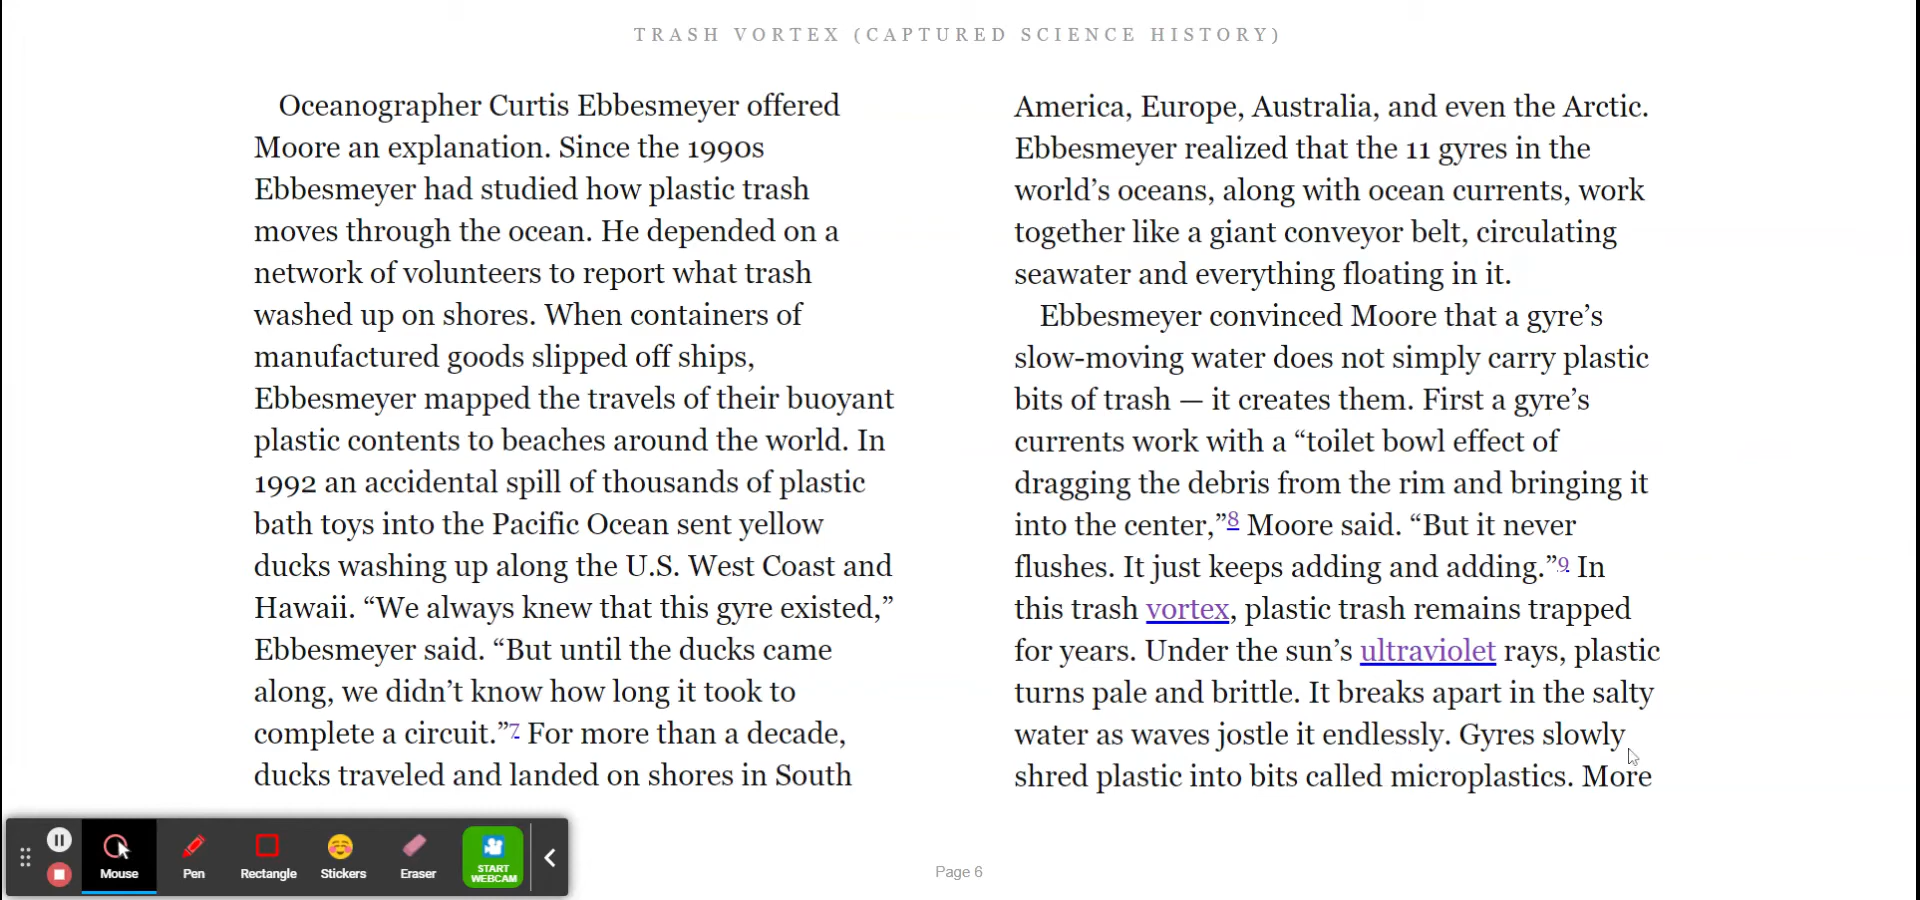 TRASH VORTEX (CAPTURED SCIENCE HISTORY)
Oceanographer Curtis Ebbesmeyer offered
Moore an explanation. Since the 1990s
Ebbesmeyer had studied how plastic trash
moves through the ocean. He depended on a
network of volunteers to report what trash
washed up on shores. When containers of
manufactured goods slipped off ships,
Ebbesmeyer mapped the travels of their buoyant
plastic contents to beaches around the world. In
1992 an accidental spill of thousands of plastic
bath toys into the Pacific Ocean sent yellow
ducks washing up along the U.S. West Coast and
Hawaii. “We always knew that this gyre existed,”
Ebbesmeyer said. “But until the ducks came
along, we didn’t know how long it took to
complete a circuit.”7 For more than a decade,
ducks traveled and landed on shores in South
America, Europe, Australia, and even the Arctic.
Ebbesmeyer realized that the 11 gyres in the
world’s oceans, along with ocean currents, work
together like a giant conveyor belt, circulating
seawater and everything floating in it.
Ebbesmeyer convinced Moore that a gyre’s
slow-moving water does not simply carry plastic
bits of trash — it creates them. First a gyre’s
currents work with a “toilet bowl effect of
dragging the debris from the rim and bringing it
into the center,”8 Moore said. “But it never
flushes. It just keeps adding and adding.”9 In
this trash vortex, plastic trash remains trapped
for years. Under the sun’s ultraviolet rays, plastic
turns pale and brittle. It breaks apart in the salty
water as waves jostle it endlessly. Gyres slowly
shred plastic into bits called microplastics. More
Page 6
Mouse
Pen
Rectangle
Stickers
Eraser
START
WEBCAM